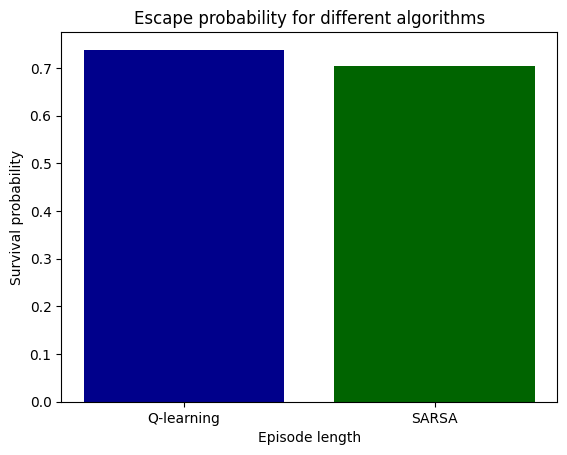 Escape probability for different algorithms
Survival probability
0.7
0.6
0.5
0.4
0.3
0.2
0.1
0.0
Q-learning SARSA
Episode length